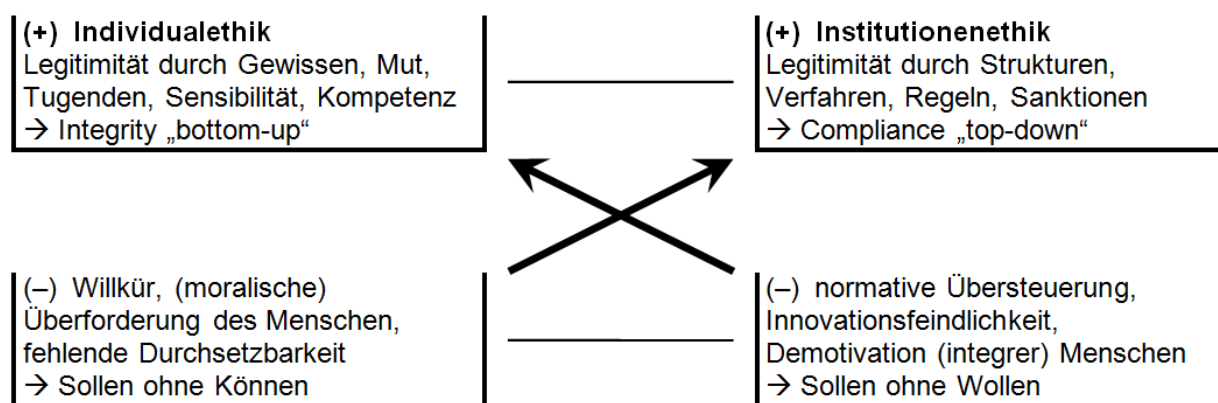 (+) Individualethik
Legitimität durch Gewissen, Mut,
Tugenden, Sensibilität, Kompetenz
→ Integrity „bottom-up“
(+) Institutionenethik
Legitimität durch Strukturen,
Verfahren, Regeln, Sanktionen
→ Compliance „top-down“
(–) Willkür, (moralische)
Überforderung des Menschen,
fehlende Durchsetzbarkeit
→ Sollen ohne Können
(–) normative Übersteuerung,
Innovationsfeindlichkeit,
Demotivation (integrer) Menschen
→ Sollen ohne Wollen